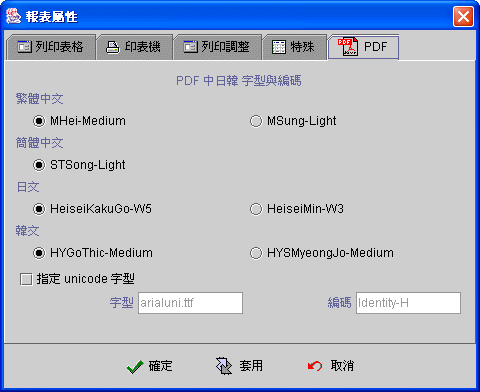 報表屬性
列印表格 印表機 列印調整 特殊 PDF
PDF 中日韓 字型與編碼
繁體中文
MHei-Medium MSung-Light
簡體中文
STSong-Light
日文
HeiseiKakuGo-W5 HeiseiMin-W3
韓文
HYGoThic-Medium HYSMyeongJo-Medium
指定 unicode 字型
字型 arialuni.ttf 編碼 Identity-H
確定 套用 取消